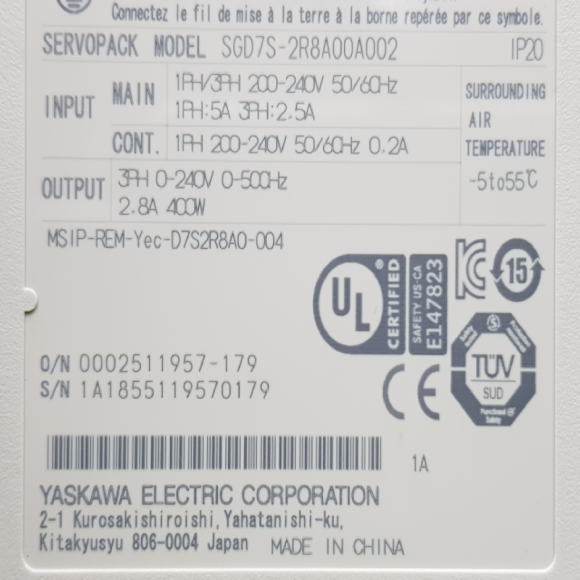 Connectez le fil de mise à la terre à la borne repérée par ce symbole.
SERVOPACK MODEL SGD7S-2R8A00A002 IP20
INPUT
MAIN
1PH/3PH 200-240V 50/60Hz
1PH:5A 3PH:2.5A
CONT.
1PH 200-240V 50/60Hz 0.2A
SURROUNDING
AIR
TEMPERATURE
-5to55℃
OUTPUT
3PH 0-240V 0-500Hz
2.8A 400W
MSIP-REM-Yec-D7S2R8A0-004
UL
®
CERTIFIED
SAFETY US-CA
E147823
15
TÜV
SUD
Functional
Safety
CE
O/N 0002511957-179
S/N 1A1855119570179
1A
YASKAWA ELECTRIC CORPORATION
2-1 Kurosakishiroishi,Yahatanishi-ku,
Kitakyusyu 806-0004 Japan MADE IN CHINA